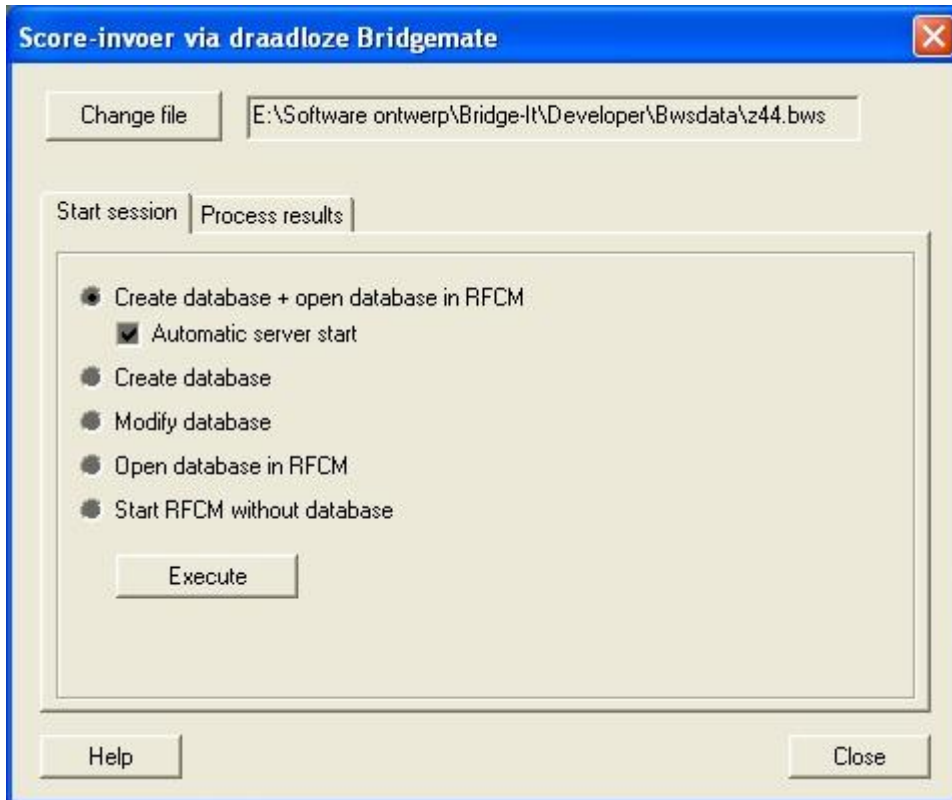 Score-invoer via draadloze Bridgemate
Change file E:\Software ontwerp\Bridge-It\Developer\Bwsdata\z44.bws
Start session Process results
Create database + open database in RFCM
Automatic server start
Create database
Modify database
Open database in RFCM
Start RFCM without database
Execute
Help Close